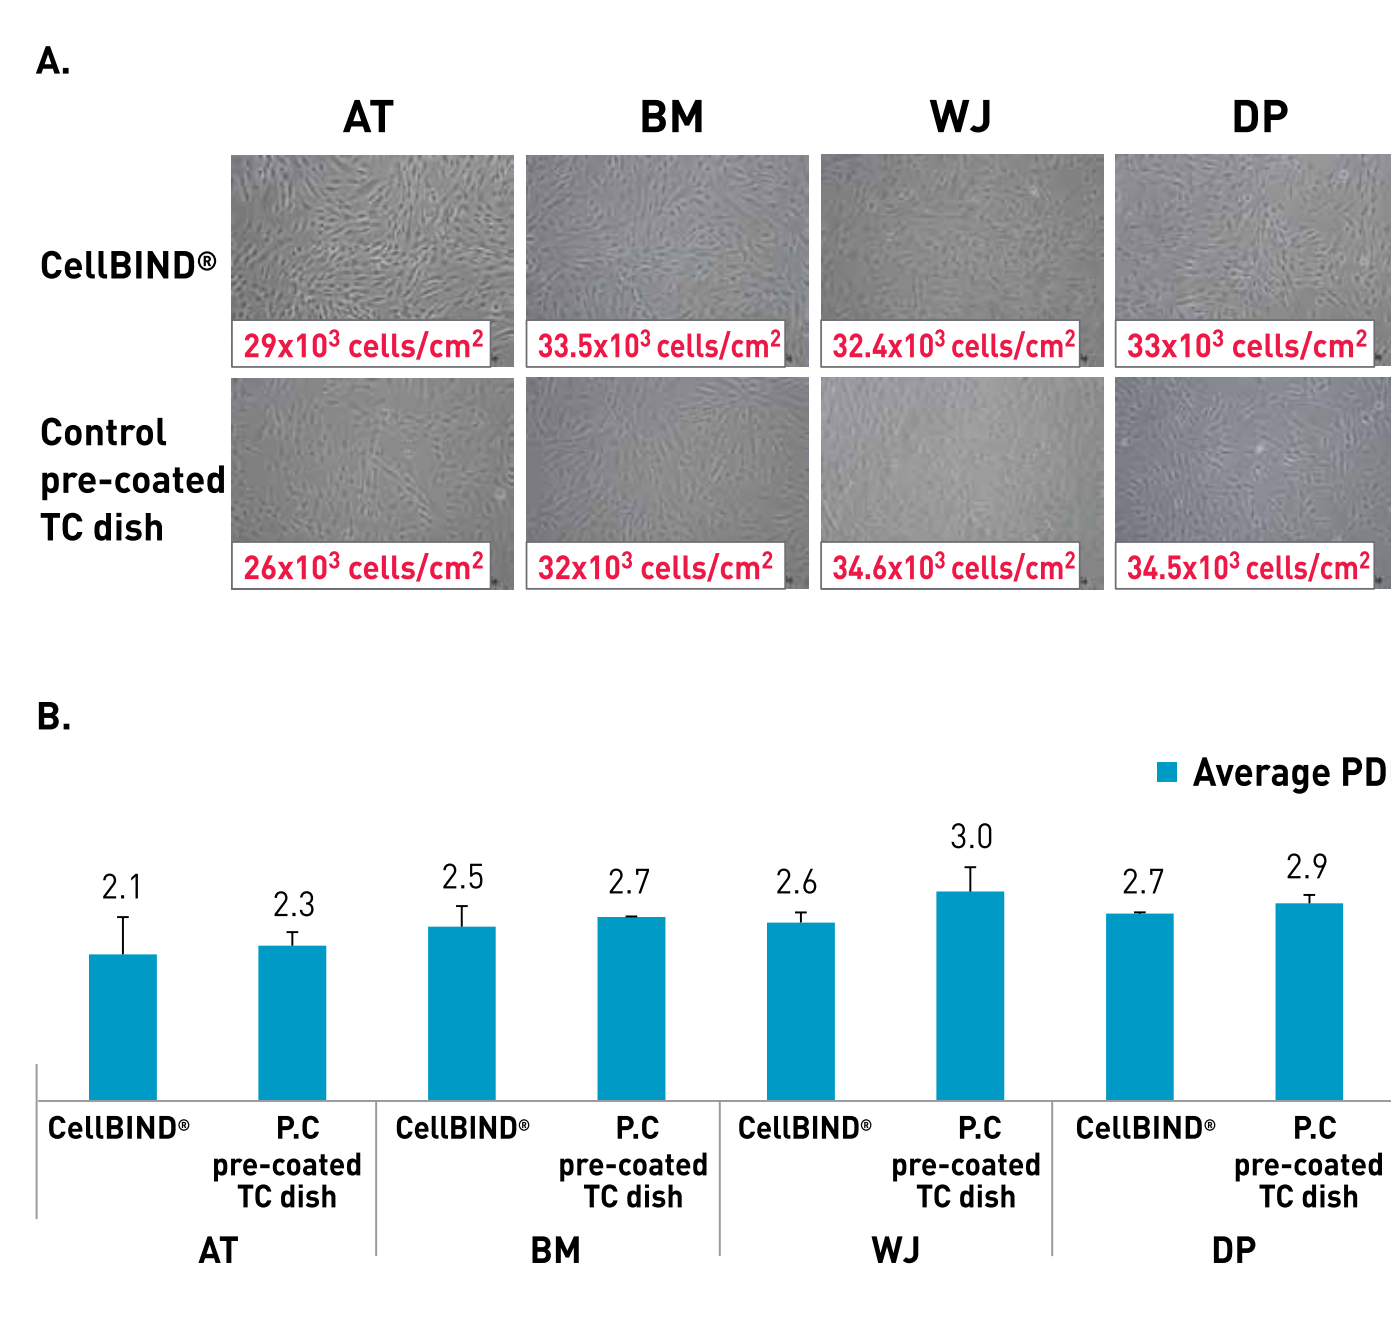 A.
AT BM WJ DP
CellBIND®
29x10³ cells/cm² 33.5x10³ cells/cm² 32.4x10³ cells/cm² 33x10³ cells/cm²
Control
pre-coated
TC dish
26x10³ cells/cm² 32x10³ cells/cm² 34.6x10³ cells/cm² 34.5x10³ cells/cm²
B.
Average PD
2.1 2.3 2.5 2.7 2.6 3.0 2.7 2.9
CellBIND® P.C CellBIND® P.C CellBIND® P.C CellBIND® P.C
pre-coated pre-coated pre-coated pre-coated
TC dish TC dish TC dish TC dish
AT BM WJ DP